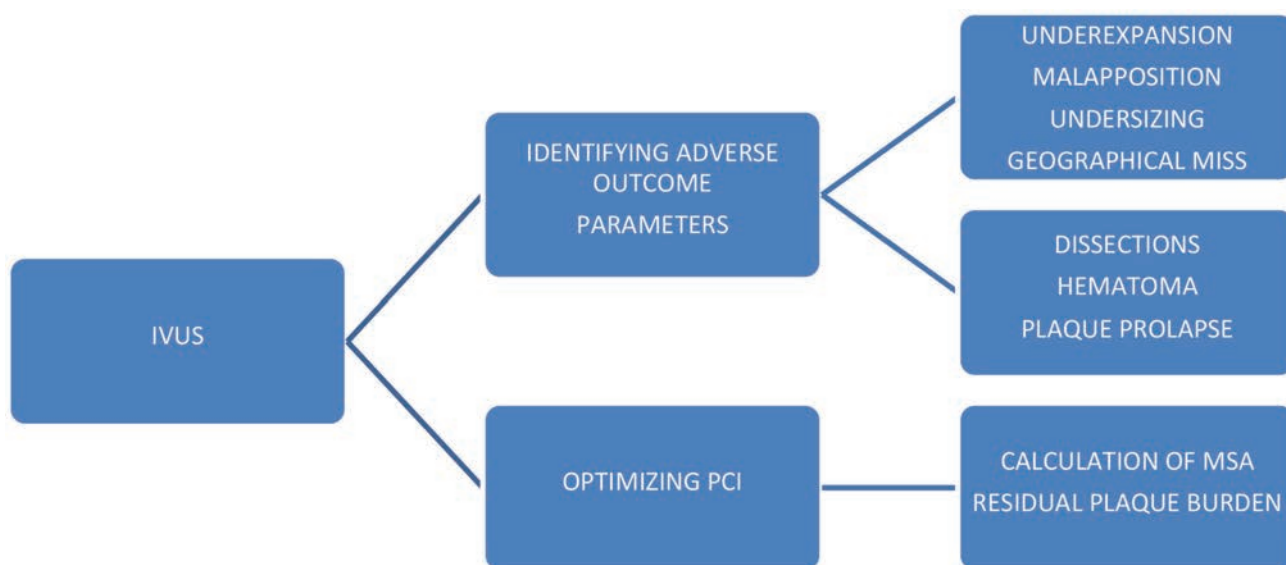 IVUS
IDENTIFYING ADVERSE
OUTCOME
PARAMETERS
UNDEREXPANSION
MALAPPOSITION
UNDERSIZING
GEOGRAPHICAL MISS
DISSECTIONS
HEMATOMA
PLAQUE PROLAPSE
OPTIMIZING PCI
CALCULATION OF MSA
RESIDUAL PLAQUE BURDEN